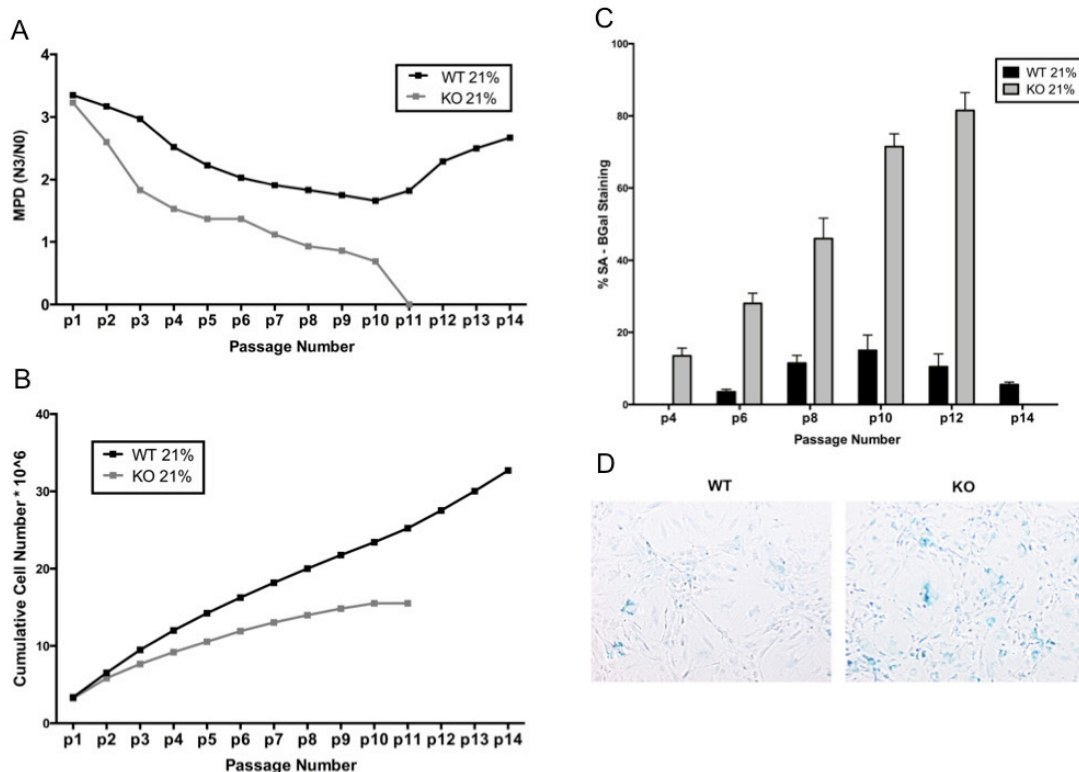 A
MPD (N3/N0)
4
3
2
1
0
WT 21%
KO 21%
p1 p2 p3 p4 p5 p6 p7 p8 p9 p10 p11 p12 p13 p14
Passage Number
B
Cumulative Cell Number * 10^6
40
30
20
10
0
WT 21%
KO 21%
p1 p2 p3 p4 p5 p6 p7 p8 p9 p10 p11 p12 p13 p14
Passage Number
C
% SA - BGal Staining
100
80
60
40
20
0
WT 21%
KO 21%
p4 p6 p8 p10 p12 p14
Passage Number
D
WT KO